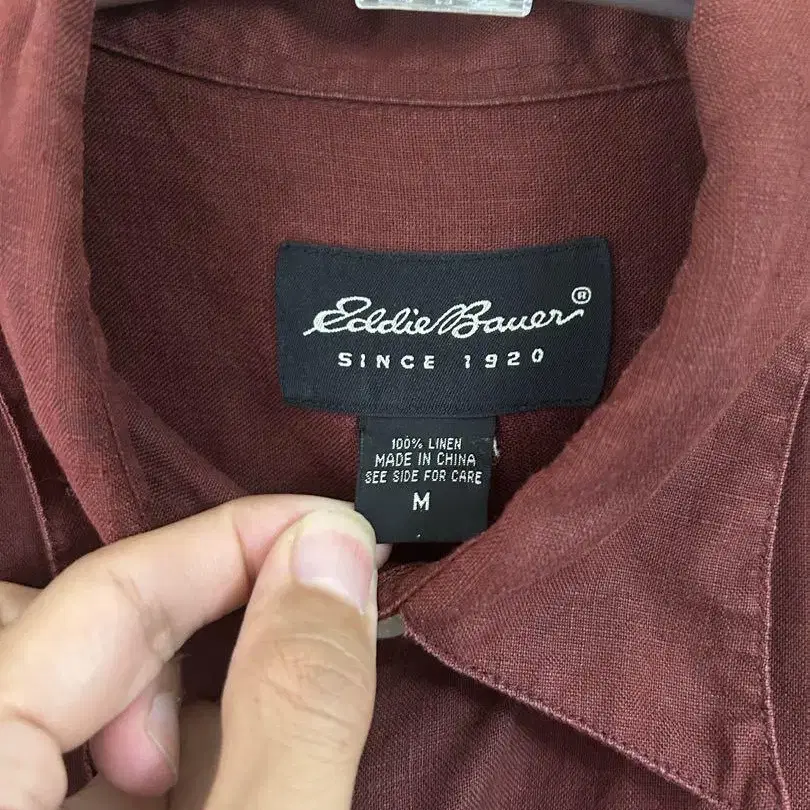 Eddie Bauer®
SINCE 1920
100% LINEN
MADE IN CHINA
SEE SIDE FOR CARE
M